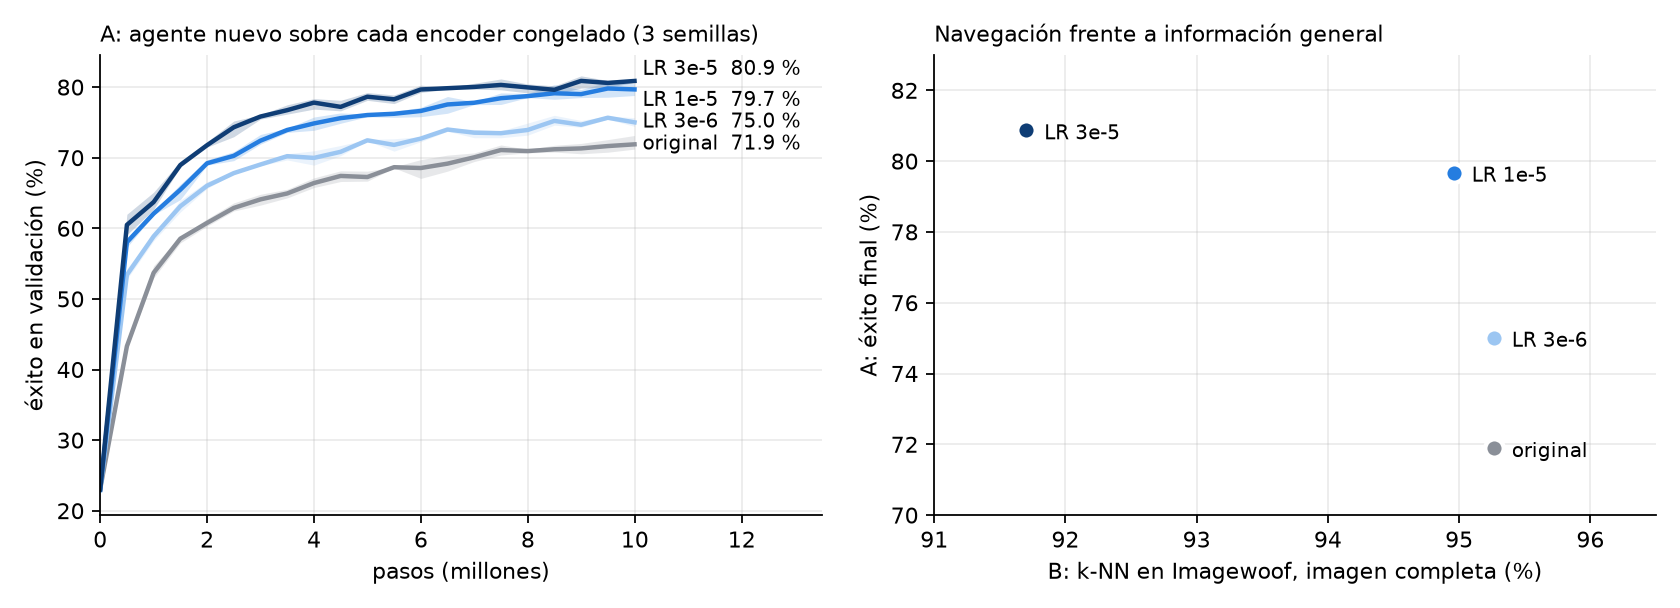 A: agente nuevo sobre cada encoder congelado (3 semillas)
éxito en validación (%)
80
70
60
50
40
30
20
0
2
4
6
8
10
12
pasos (millones)
LR 3e-5 80.9 %
LR 1e-5 79.7 %
LR 3e-6 75.0 %
original 71.9 %
Navegación frente a información general
A: éxito final (%)
82
80
78
76
74
72
70
91
92
93
94
95
96
B: k-NN en Imagewoof, imagen completa (%)
LR 3e-5
LR 1e-5
LR 3e-6
original